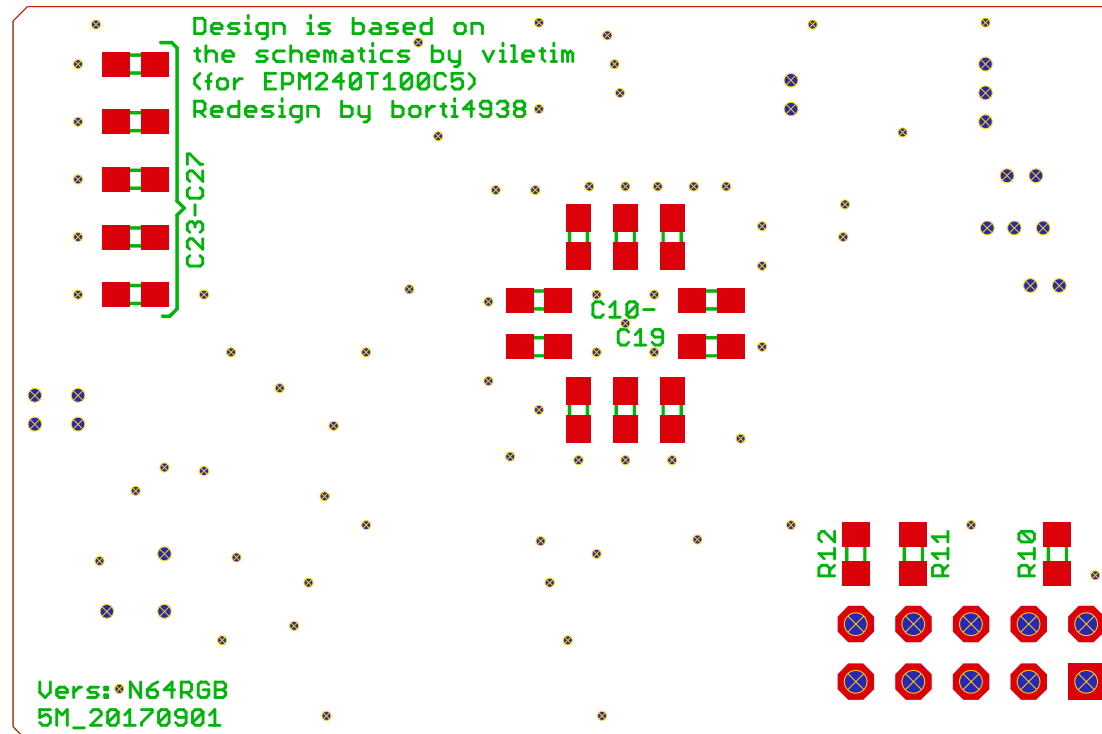 Design is based on
the schematics by viletim
(for EPM240T100C5)
Redesign by borti4938
C23-C27
C10-
C19
R12
R11
R10
Vers: N64RGB
5M_20170901